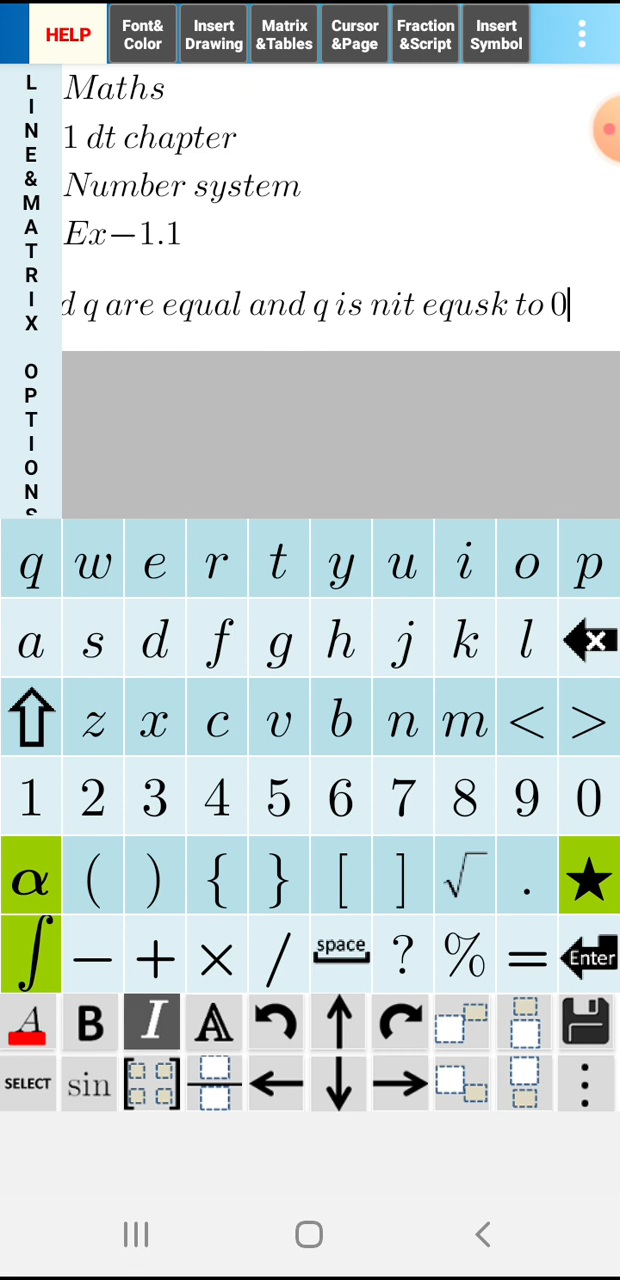 HELP
Font& Color
Insert Drawing
Matrix &Tables
Cursor &Page
Fraction &Script
Insert Symbol
LINE&MATRIX OPTIONS
Maths
1 dt chapter
Number system
Ex-1.1
d q are equal and q is nit equsk to 0
q w e r t y u i o p
a s d f g h j k l
z x c v b n m < >
1 2 3 4 5 6 7 8 9 0
α ( ) { } [ ] √ . ★
∫ − + × / space ? % = Enter
A B I A
SELECT sin